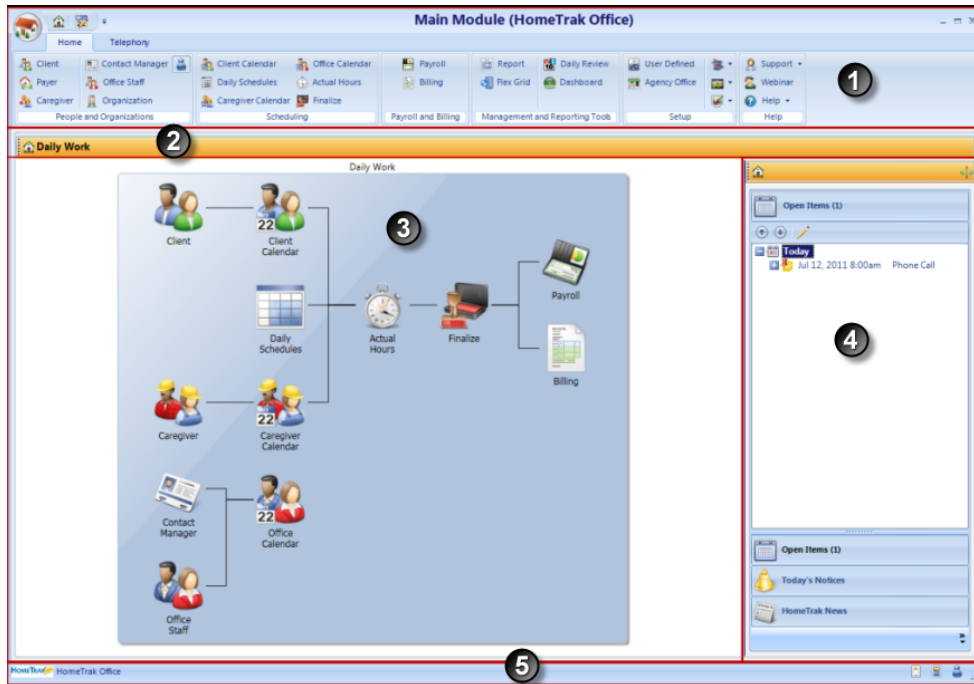 Main Module (HomeTrak Office)
Home Telephony
Client Contact Manager Client Calendar Office Calendar Payroll Report Daily Review User Defined Support
Payer Office Staff Daily Schedules Actual Hours Billing Flex Grid Dashboard Agency Office Webinar
Caregiver Organization Caregiver Calendar Finalize Help
People and Organizations Scheduling Payroll and Billing Management and Reporting Tools Setup Help
1
2
Daily Work
Daily Work
3
22
Client
Client
Calendar
Daily
Schedules
Actual
Hours
Finalize
Payroll
Billing
22
Caregiver
Caregiver
Calendar
Contact
Manager
22
Office
Calendar
Office
Staff
Open Items (1)
Today
Jul 12, 2011 8:00am Phone Call
4
Open Items (1)
Today's Notices
HomeTrak News
5
HomeTrak HomeTrak Office